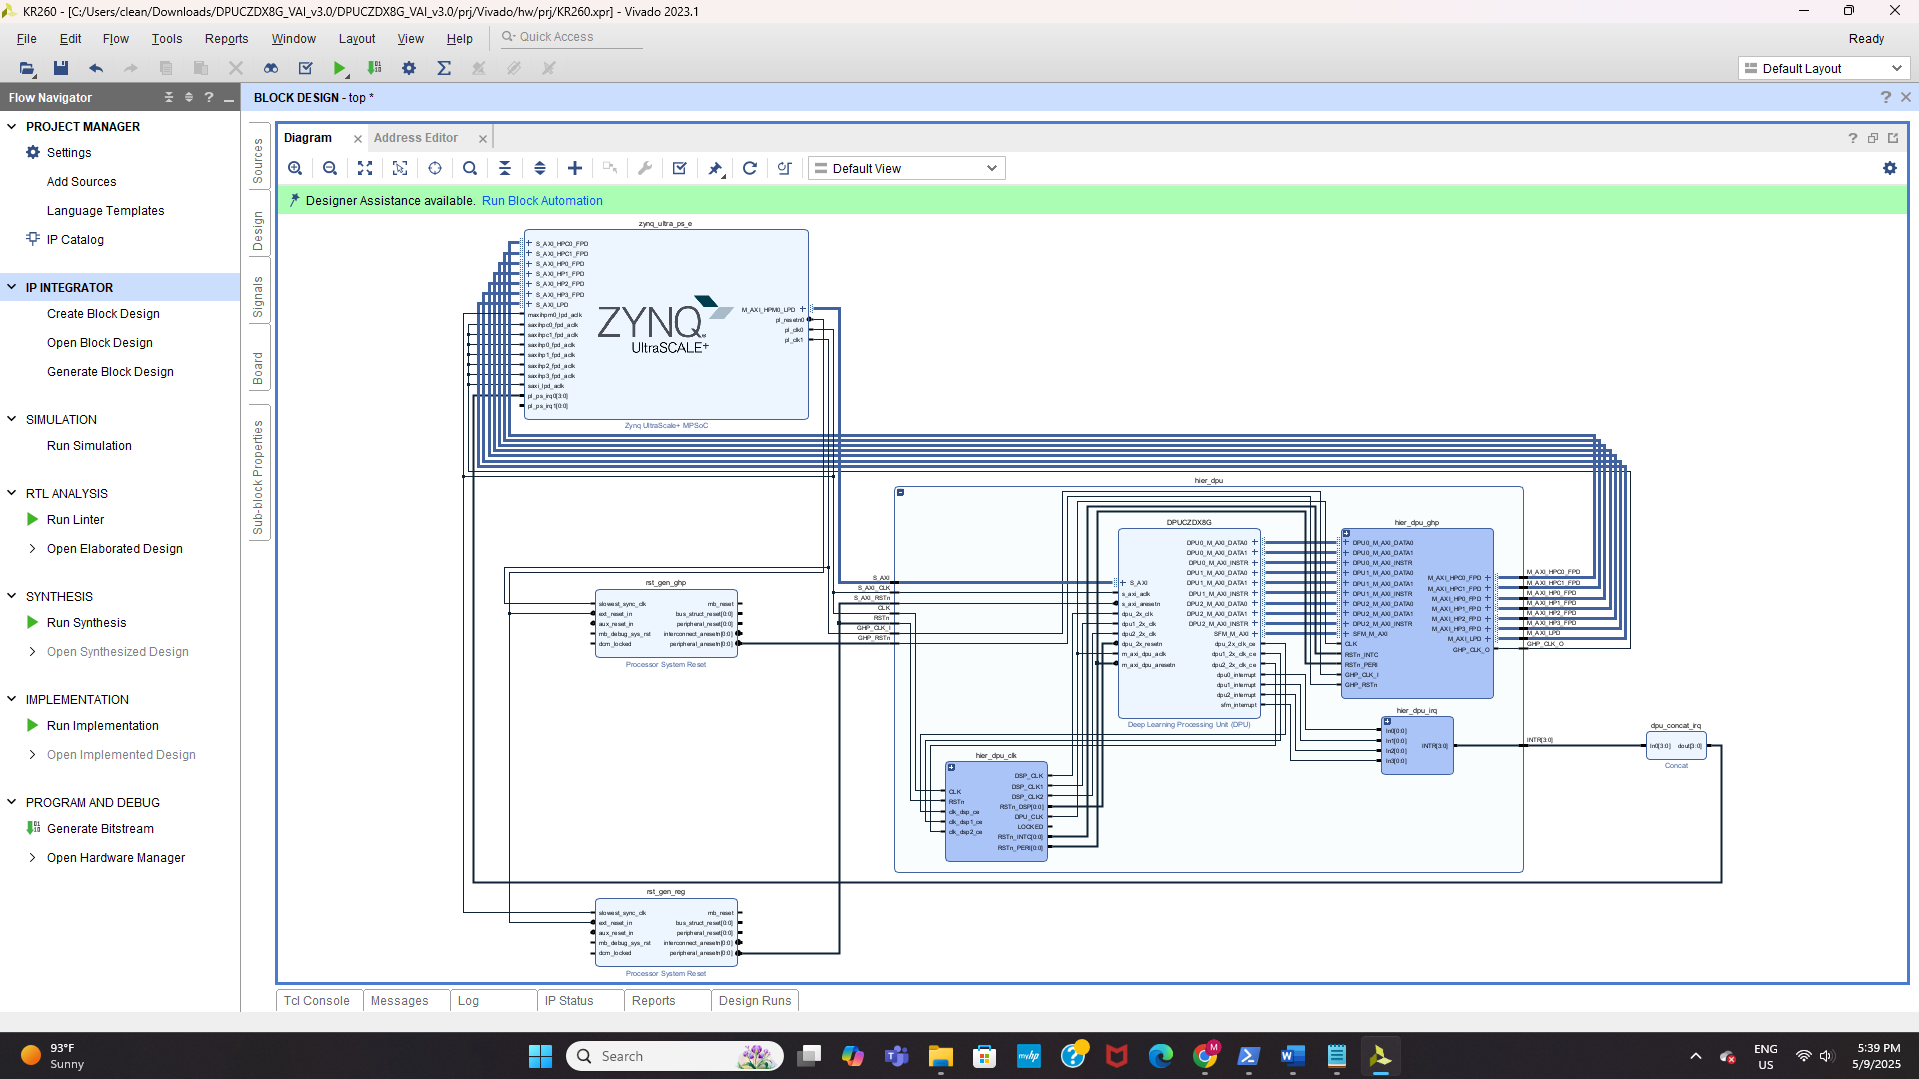 KR260 - [C:/Users/clean/Downloads/DPUCZDX8G_VAI_v3.0/DPUCZDX8G_VAI_v3.0/prj/Vivado/hw/prj/KR260.xpr] - Vivado 2023.1
File Edit Flow Tools Reports Window Layout View Help Quick Access Ready
Default Layout
Flow Navigator
PROJECT MANAGER
Settings
Add Sources
Language Templates
IP Catalog
IP INTEGRATOR
Create Block Design
Open Block Design
Generate Block Design
SIMULATION
Run Simulation
RTL ANALYSIS
Run Linter
Open Elaborated Design
SYNTHESIS
Run Synthesis
Open Synthesized Design
IMPLEMENTATION
Run Implementation
Open Implemented Design
PROGRAM AND DEBUG
Generate Bitstream
Open Hardware Manager
BLOCK DESIGN - top *
Sources
Design
Signals
Board
Sub-block Properties
Diagram Address Editor
Default View
Designer Assistance available. Run Block Automation
zynq_ultra_ps_e
S_AXI_HPC0_FPD
S_AXI_HPC1_FPD
S_AXI_HP0_FPD
S_AXI_HP1_FPD
S_AXI_HP2_FPD
S_AXI_HP3_FPD
S_AXI_LPD
maxihpm0_lpd_aclk
saxihpc0_fpd_aclk
saxihpc1_fpd_aclk
saxihp0_fpd_aclk
saxihp1_fpd_aclk
saxihp2_fpd_aclk
saxihp3_fpd_aclk
saxi_lpd_aclk
pl_ps_irq0[3:0]
pl_ps_irq1[0:0]
ZYNQ
UltraSCALE+
M_AXI_HPM0_LPD
pl_resetn0
pl_clk0
pl_clk1
Zynq UltraScale+ MPSoC
rst_gen_ghp
slowest_sync_clk mb_reset
ext_reset_in bus_struct_reset[0:0]
aux_reset_in peripheral_reset[0:0]
mb_debug_sys_rst interconnect_aresetn[0:0]
dcm_locked peripheral_aresetn[0:0]
Processor System Reset
rst_gen_reg
slowest_sync_clk mb_reset
ext_reset_in bus_struct_reset[0:0]
aux_reset_in peripheral_reset[0:0]
mb_debug_sys_rst interconnect_aresetn[0:0]
dcm_locked peripheral_aresetn[0:0]
Processor System Reset
hier_dpu
S_AXI
S_AXI_CLK
S_AXI_RSTn
CLK
RSTn
GHP_CLK_I
GHP_RSTn
DPUCZDX8G
S_AXI
s_axi_aclk
s_axi_aresetn
dpu_2x_clk
dpu1_2x_clk
dpu2_2x_clk
dpu_2x_resetn
m_axi_dpu_aclk
m_axi_dpu_aresetn
DPU0_M_AXI_DATA0
DPU0_M_AXI_DATA1
DPU0_M_AXI_INSTR
DPU1_M_AXI_DATA0
DPU1_M_AXI_DATA1
DPU1_M_AXI_INSTR
DPU2_M_AXI_DATA0
DPU2_M_AXI_DATA1
DPU2_M_AXI_INSTR
SFM_M_AXI
dpu_2x_clk_ce
dpu1_2x_clk_ce
dpu2_2x_clk_ce
dpu0_interrupt
dpu1_interrupt
dpu2_interrupt
sfm_interrupt
Deep Learning Processing Unit (DPU)
hier_dpu_ghp
DPU0_M_AXI_DATA0
DPU0_M_AXI_DATA1
DPU0_M_AXI_INSTR
DPU1_M_AXI_DATA0
DPU1_M_AXI_DATA1
DPU1_M_AXI_INSTR
DPU2_M_AXI_DATA0
DPU2_M_AXI_DATA1
DPU2_M_AXI_INSTR
SFM_M_AXI
CLK
RSTn_INTC
RSTn_PERI
GHP_CLK_I
GHP_RSTn
M_AXI_HPC0_FPD
M_AXI_HPC1_FPD
M_AXI_HP0_FPD
M_AXI_HP1_FPD
M_AXI_HP2_FPD
M_AXI_HP3_FPD
M_AXI_LPD
GHP_CLK_O
M_AXI_HPC0_FPD
M_AXI_HPC1_FPD
M_AXI_HP0_FPD
M_AXI_HP1_FPD
M_AXI_HP2_FPD
M_AXI_HP3_FPD
M_AXI_LPD
GHP_CLK_O
hier_dpu_irq
In0[0:0]
In1[0:0]
In2[0:0]
In3[0:0]
INTR[3:0]
INTR[3:0]
dpu_concat_irq
In0[3:0] dout[3:0]
Concat
hier_dpu_clk
CLK
RSTn
clk_dsp_ce
clk_dsp1_ce
clk_dsp2_ce
DSP_CLK
DSP_CLK1
DSP_CLK2
RSTn_DSP[0:0]
DPU_CLK
LOCKED
RSTn_INTC[0:0]
RSTn_PERI[0:0]
Tcl Console Messages Log IP Status Reports Design Runs
93°F
Sunny
Search
myhp
M
ENG
US
5:39 PM
5/9/2025